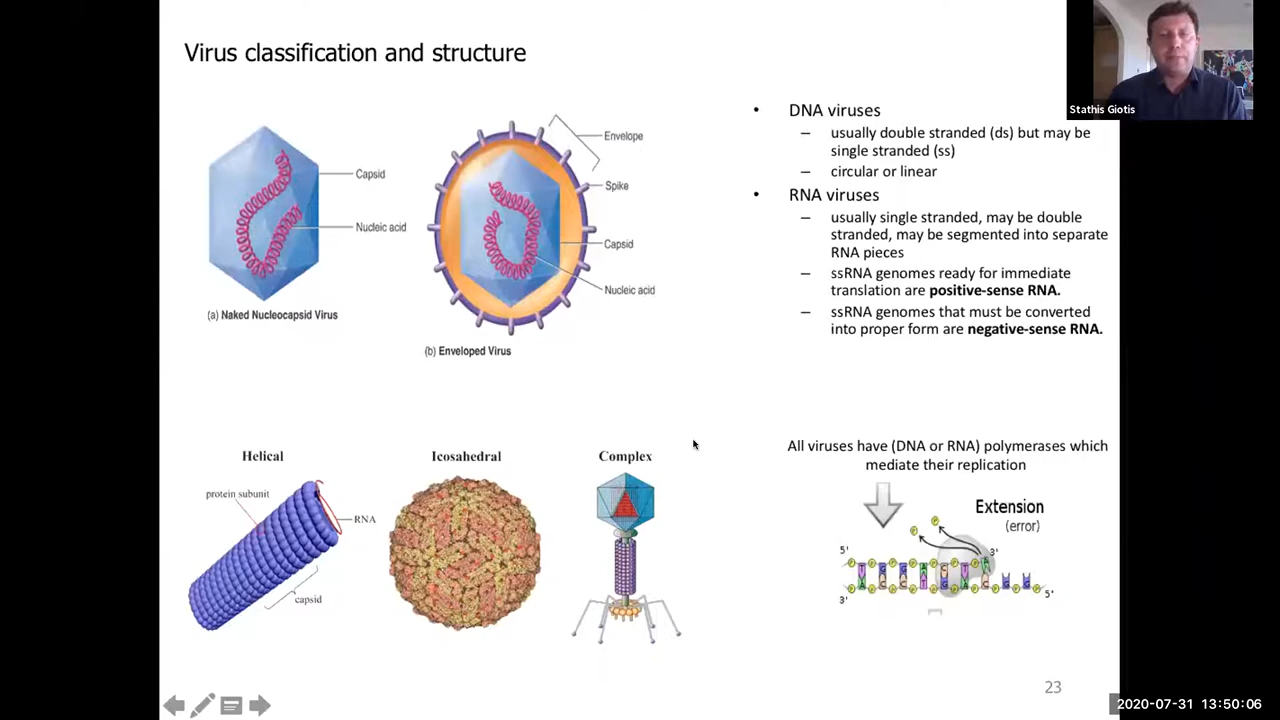 Virus classification and structure
Stathis Giotis
Capsid
Nucleic acid
(a) Naked Nucleocapsid Virus
Envelope
Spike
Capsid
Nucleic acid
(b) Enveloped Virus
• DNA viruses
– usually double stranded (ds) but may be
single stranded (ss)
– circular or linear
• RNA viruses
– usually single stranded, may be double
stranded, may be segmented into separate
RNA pieces
– ssRNA genomes ready for immediate
translation are positive-sense RNA.
– ssRNA genomes that must be converted
into proper form are negative-sense RNA.
Helical
protein subunit
RNA
capsid
Icosahedral
Complex
All viruses have (DNA or RNA) polymerases which
mediate their replication
Extension
(error)
5'
3'
3'
5'
23
2020-07-31 13:50:06